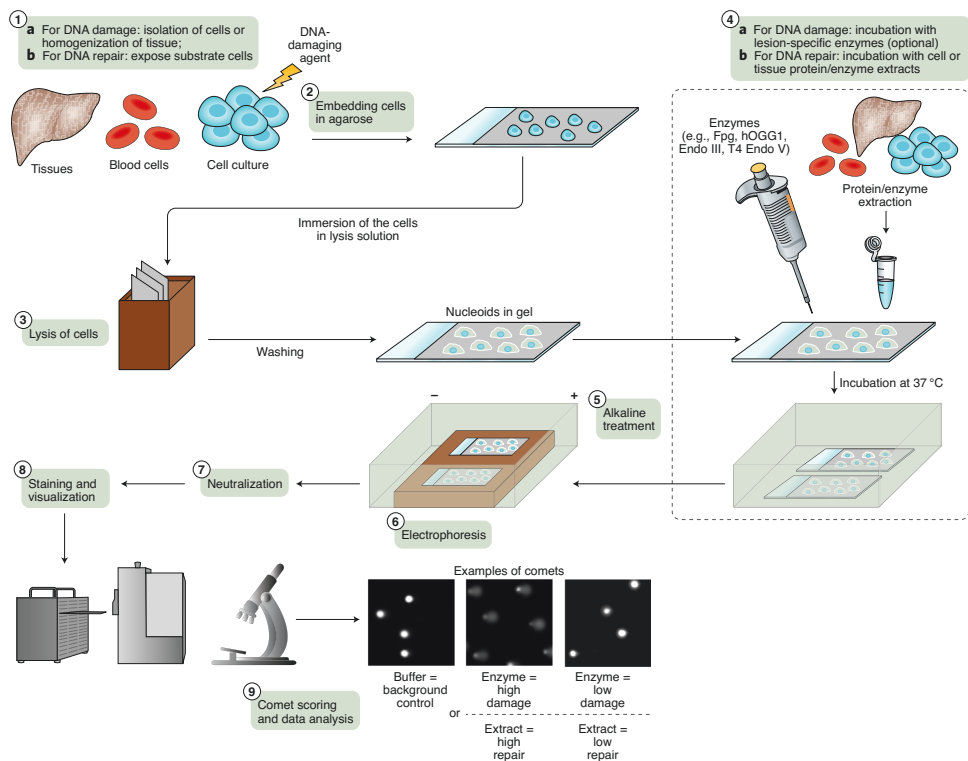 1
a For DNA damage: isolation of cells or
homogenization of tissue;
b For DNA repair: expose substrate cells
DNA-
damaging
agent
2
Embedding cells
in agarose
Tissues
Blood cells
Cell culture
4
a For DNA damage: incubation with
lesion-specific enzymes (optional)
b For DNA repair: incubation with cell or
tissue protein/enzyme extracts
Enzymes
(e.g., Fpg, hOGG1,
Endo III, T4 Endo V)
Protein/enzyme
extraction
Immersion of the cells
in lysis solution
3
Lysis of cells
Washing
Nucleoids in gel
Incubation at 37 °C
– +
5
Alkaline
treatment
6
Electrophoresis
7
Neutralization
8
Staining and
visualization
9
Comet scoring
and data analysis
Examples of comets
Buffer =
background
control
or
Enzyme =
high
damage
Extract =
high
repair
Enzyme =
low
damage
Extract =
low
repair